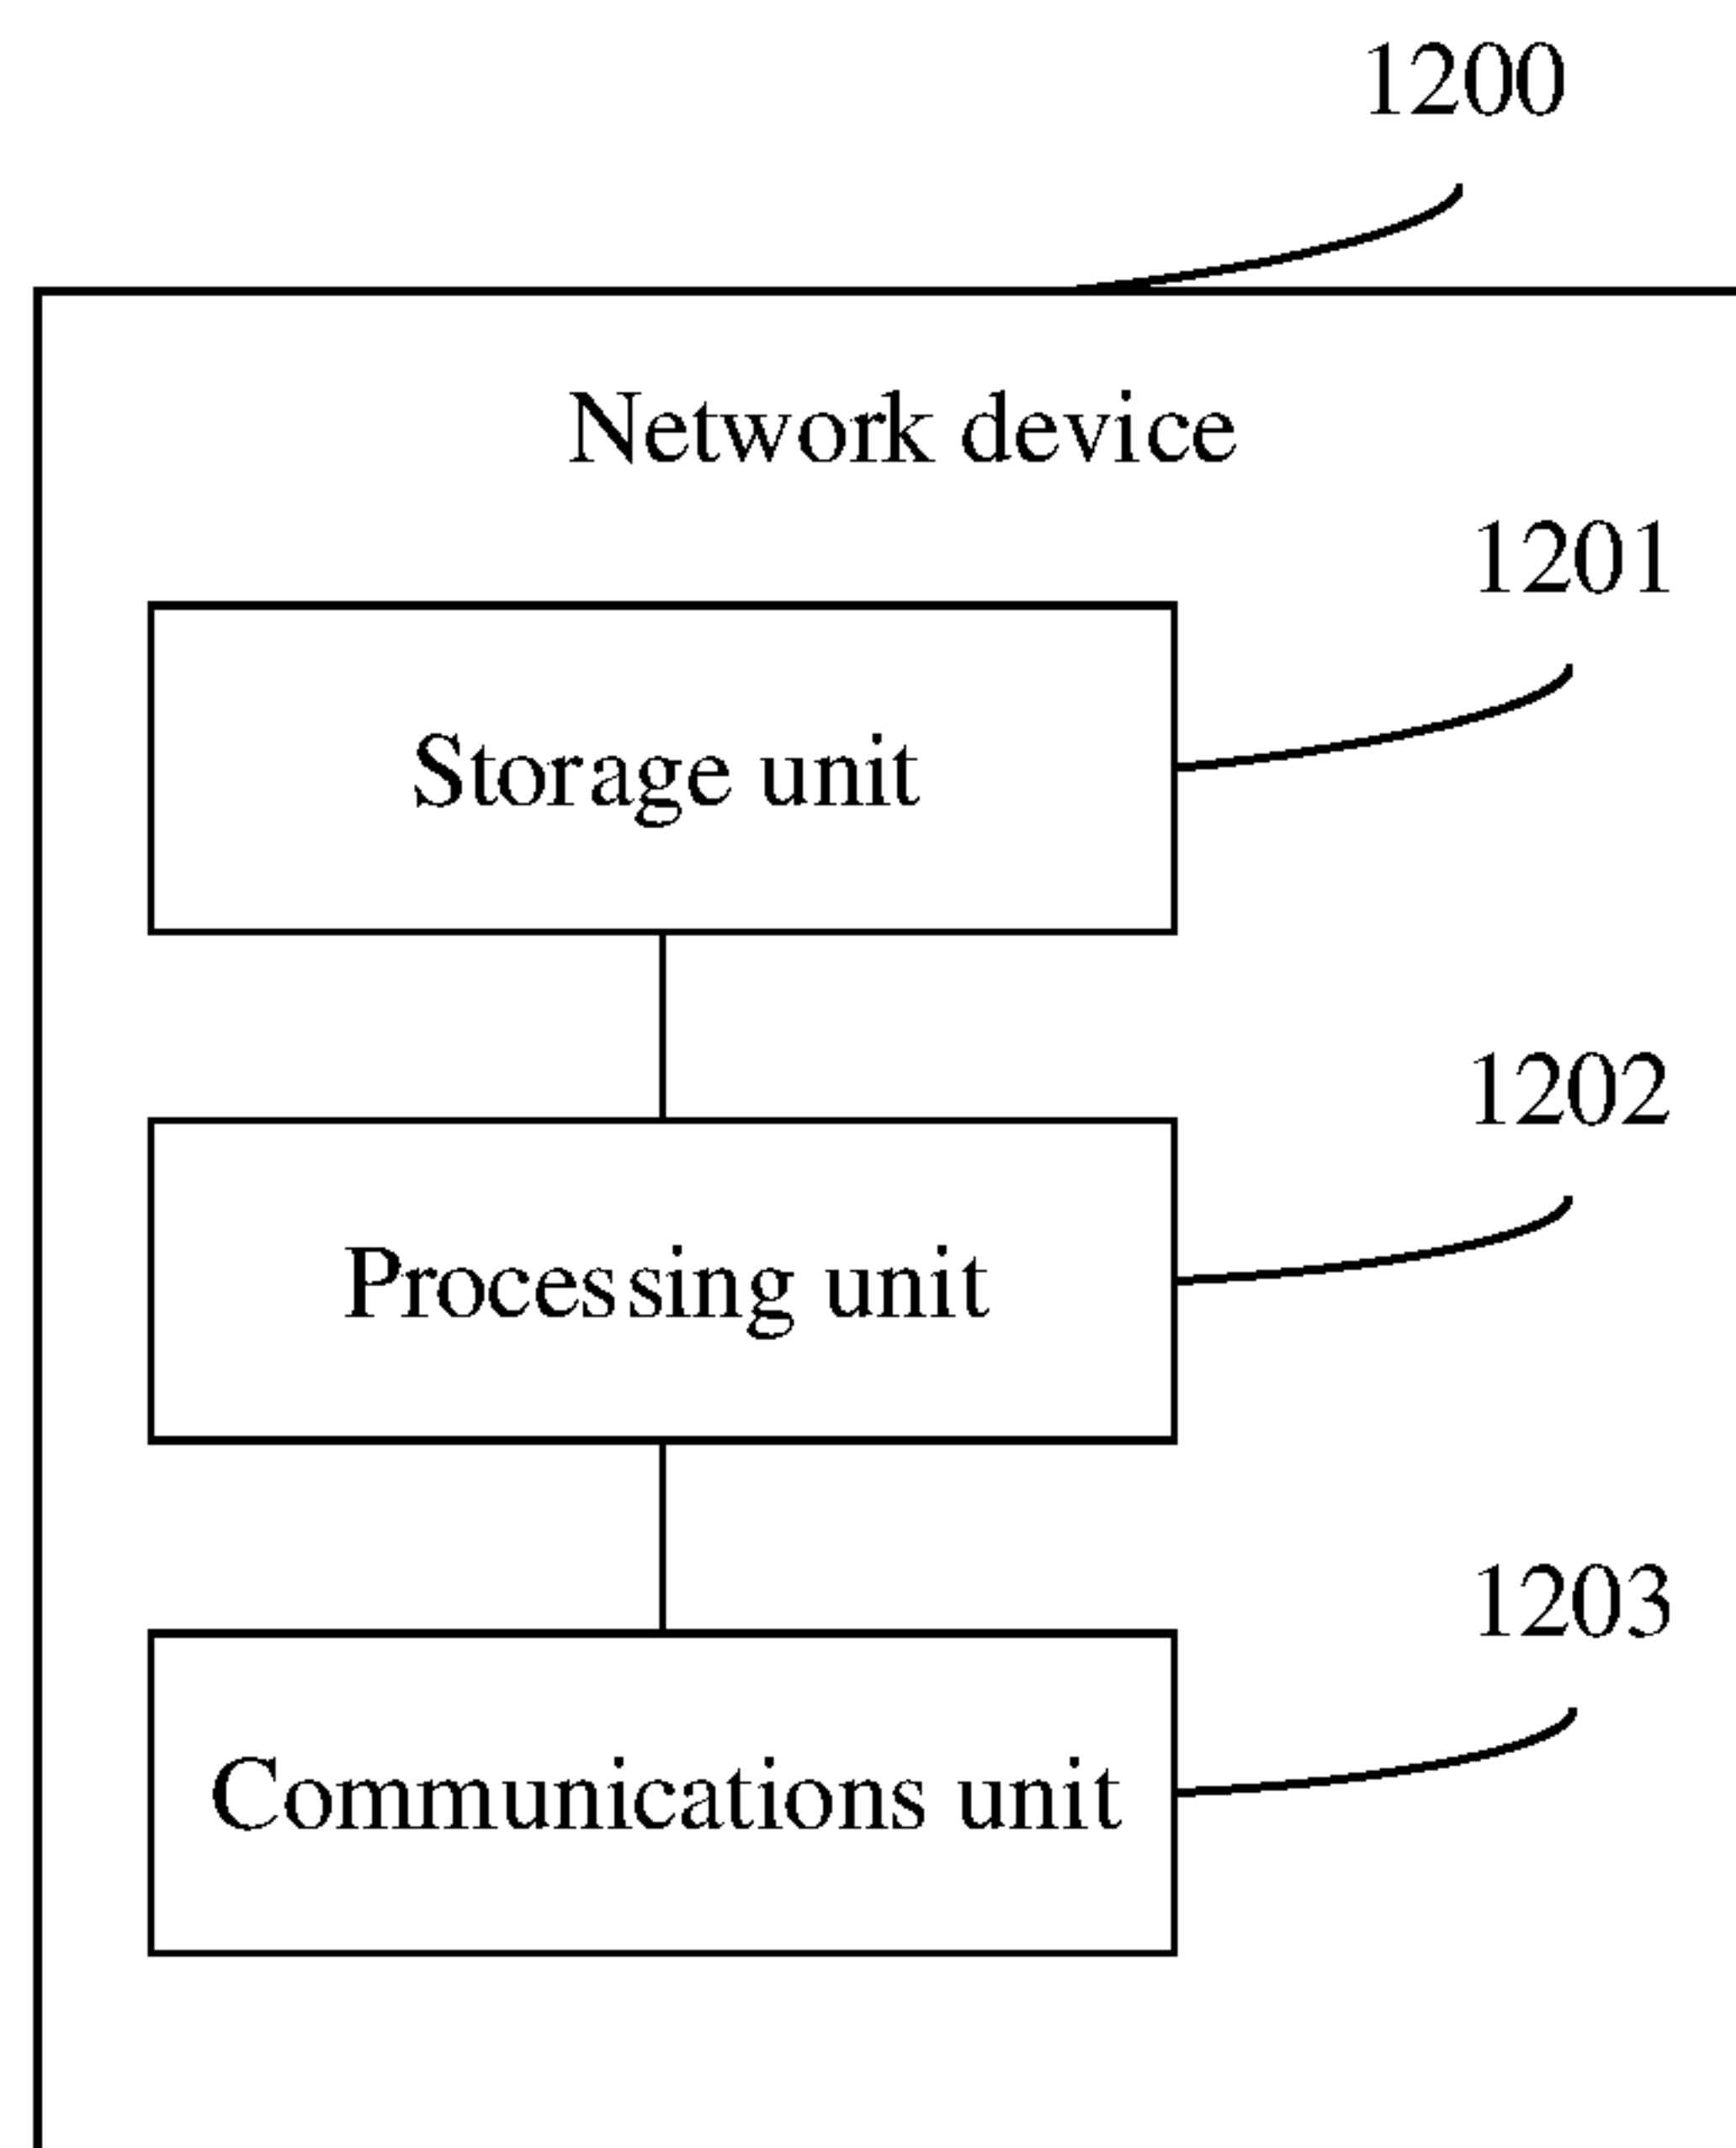 1200
Network device
1201
Storage unit
1202
Processing unit
1203
Communications unit